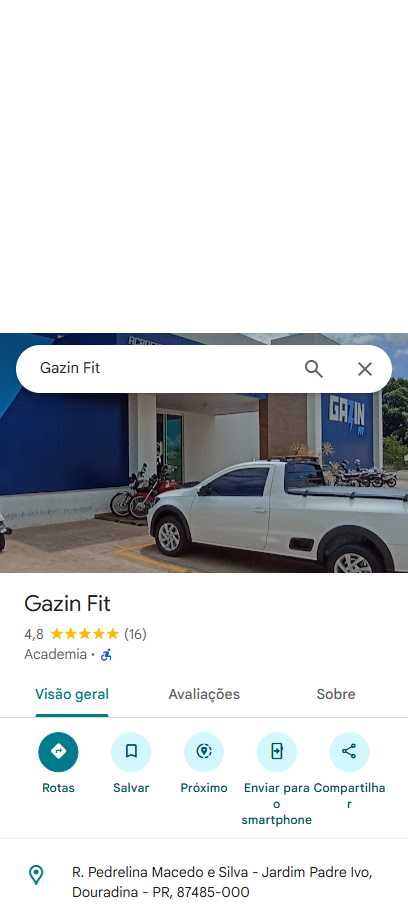 Gazin Fit
GAZIN
FIT
Gazin Fit
4,8 (16)
Academia ·
Visão geral
Avaliações
Sobre
Rotas
Salvar
Próximo
Enviar para
o
smartphone
Compartilha
r
R. Pedrelina Macedo e Silva - Jardim Padre Ivo,
Douradina - PR, 87485-000